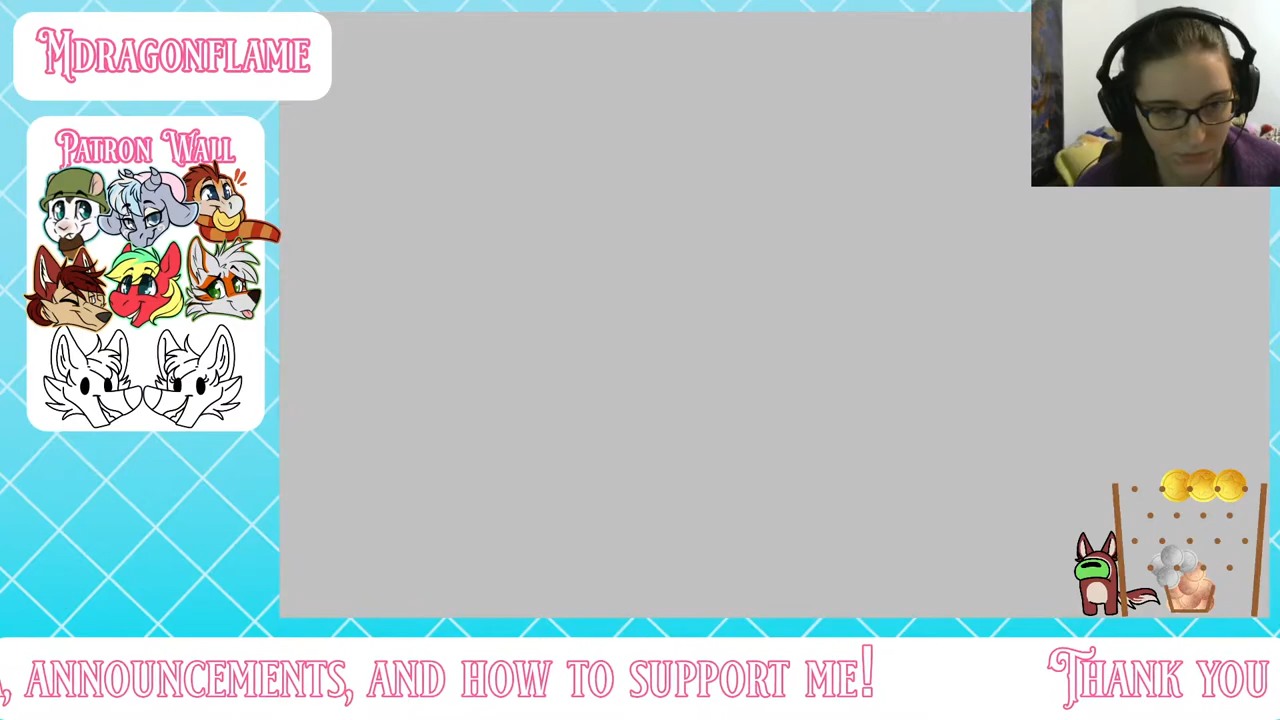 Mdragonflame
Patron Wall
, announcements, and how to support me! Thank you